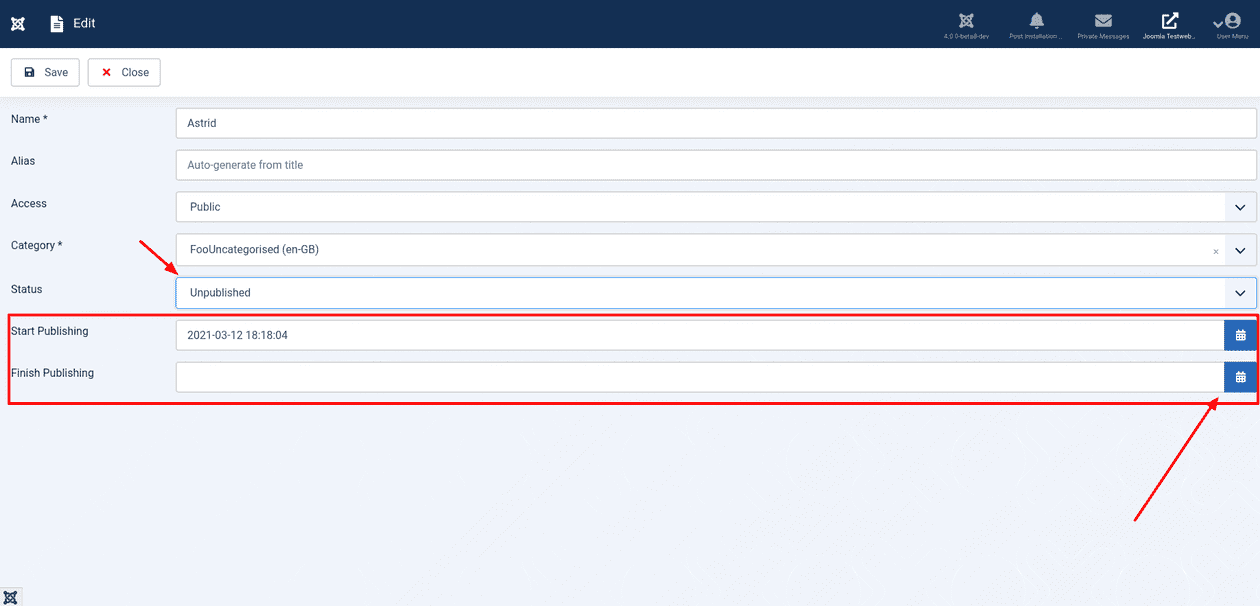 Edit
4.0.0-beta8-dev
Post Installation ...
Private Messages
Joomla Testweb...
User Menu
Save
Close
Name *
Astrid
Alias
Auto-generate from title
Access
Public
Category *
FooUncategorised (en-GB)
×
Status
Unpublished
Start Publishing
2021-03-12 18:18:04
Finish Publishing